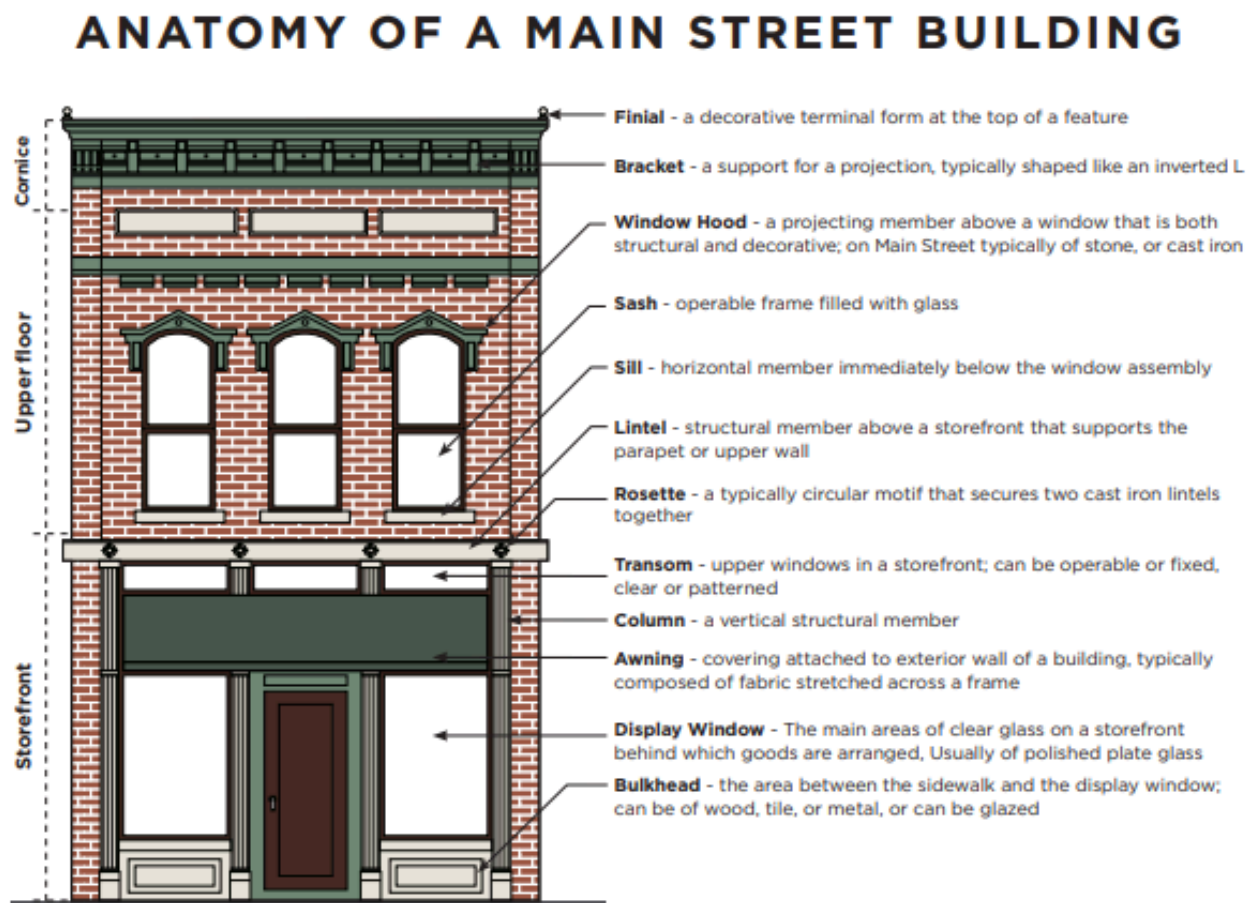 ANATOMY OF A MAIN STREET BUILDING
Cornice
Upper floor
Storefront
Finial - a decorative terminal form at the top of a feature
Bracket - a support for a projection, typically shaped like an inverted L
Window Hood - a projecting member above a window that is both
structural and decorative; on Main Street typically of stone, or cast iron
Sash - operable frame filled with glass
Sill - horizontal member immediately below the window assembly
Lintel - structural member above a storefront that supports the
parapet or upper wall
Rosette - a typically circular motif that secures two cast iron lintels
together
Transom - upper windows in a storefront; can be operable or fixed,
clear or patterned
Column - a vertical structural member
Awning - covering attached to exterior wall of a building, typically
composed of fabric stretched across a frame
Display Window - The main areas of clear glass on a storefront
behind which goods are arranged, Usually of polished plate glass
Bulkhead - the area between the sidewalk and the display window;
can be of wood, tile, or metal, or can be glazed